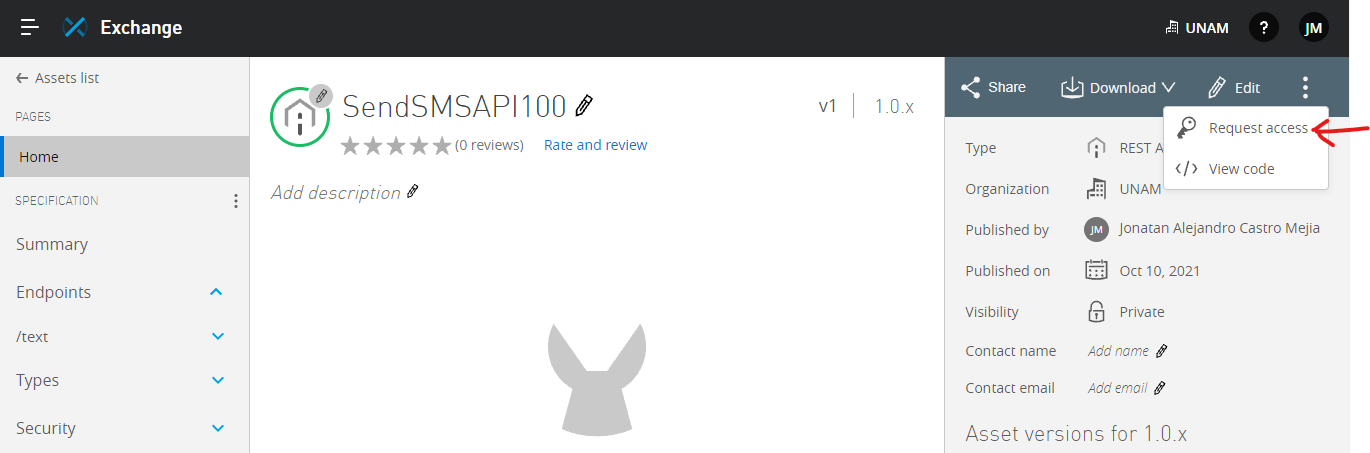 Exchange
UNAM
?
JM
Assets list
PAGES
Home
SPECIFICATION
Summary
Endpoints
/text
Types
Security
SendSMSAPI100
v1
1.0.x
(0 reviews)
Rate and review
Add description
Share
Download
Edit
Request access
View code
Type
REST A
Organization
UNAM
Published by
JM
Jonatan Alejandro Castro Mejia
Published on
Oct 10, 2021
Visibility
Private
Contact name
Add name
Contact email
Add email
Asset versions for 1.0.x